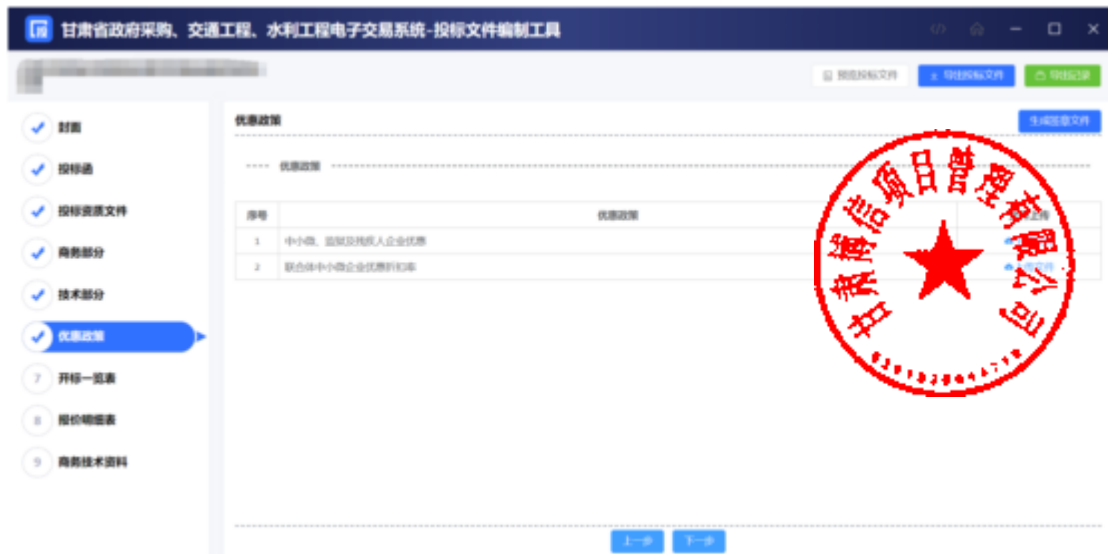 甘肃省政府采购、交通工程、水利工程电子交易系统-投标文件编制工具
预览投标文件 导出投标文件 导出记录
封面
投标函
投标资质文件
商务部分
技术部分
优惠政策
7 开标一览表
8 报价明细表
9 商务技术资料
优惠政策 生成签章文件
优惠政策
序号 优惠政策
1 中小微、监狱及残疾人企业优惠
2 联合体中小微企业优惠折扣率
甘肃博信项目管理有限公司
上一步 下一步